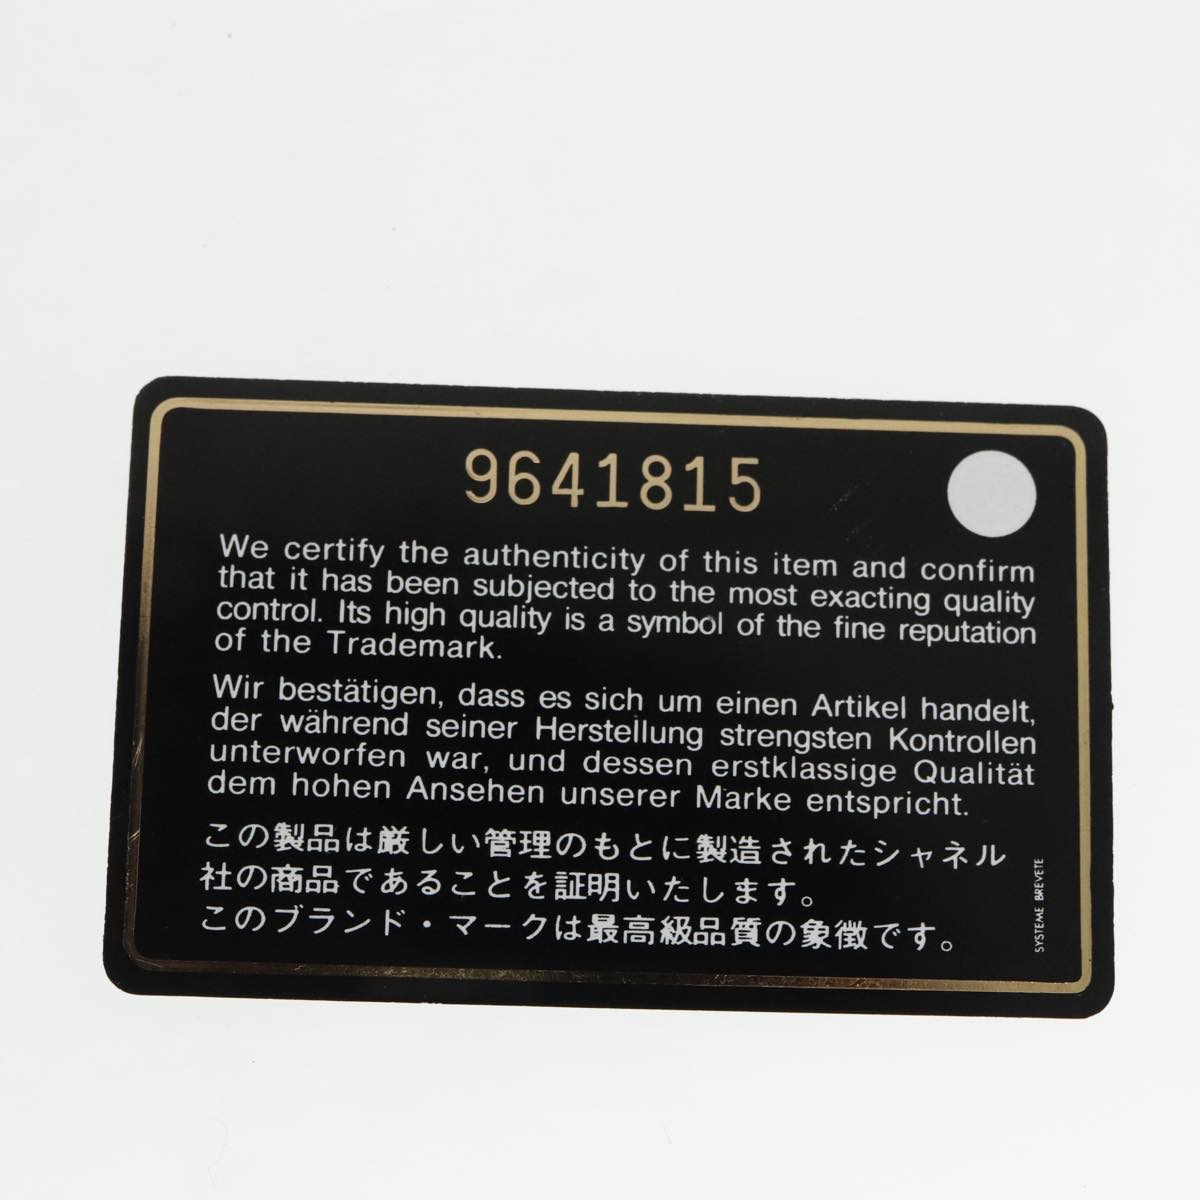 9641815
We certify the authenticity of this item and confirm
that it has been subjected to the most exacting quality
control. Its high quality is a symbol of the fine reputation
of the Trademark.
Wir bestätigen, dass es sich um einen Artikel handelt,
der während seiner Herstellung strengsten Kontrollen
unterworfen war, und dessen erstklassige Qualität
dem hohen Ansehen unserer Marke entspricht.
この製品は厳しい管理のもとに製造されたシャネル
社の商品であることを証明いたします。
このブランド・マークは最高級品質の象徴です。
SYSTEME BREVETE